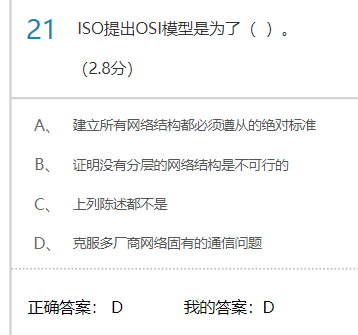 21 ISO提出OSI模型是为了（ ）。
（2.8分）
A、 建立所有网络结构都必须遵从的绝对标准
B、 证明没有分层的网络结构是不可行的
C、 上列陈述都不是
D、 克服多厂商网络固有的通信问题
正确答案： D 我的答案：D